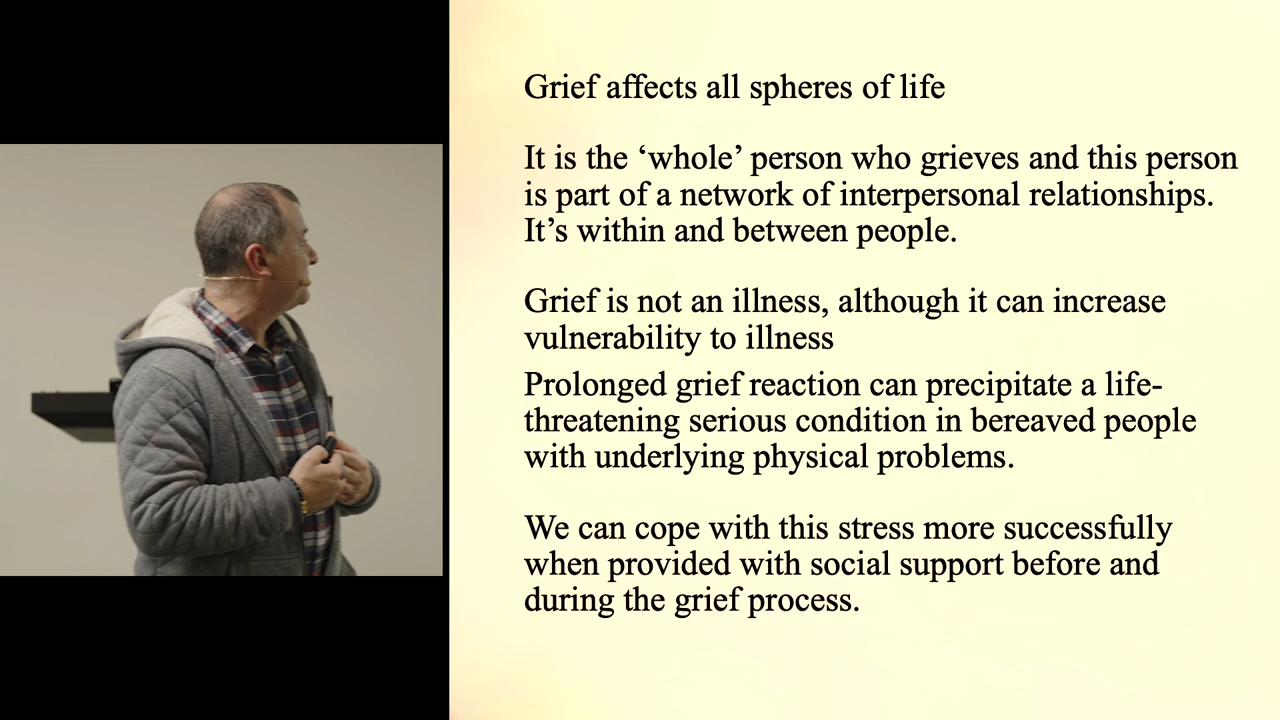 Grief affects all spheres of life
It is the ‘whole’ person who grieves and this person
is part of a network of interpersonal relationships.
It’s within and between people.
Grief is not an illness, although it can increase
vulnerability to illness
Prolonged grief reaction can precipitate a life-
threatening serious condition in bereaved people
with underlying physical problems.
We can cope with this stress more successfully
when provided with social support before and
during the grief process.